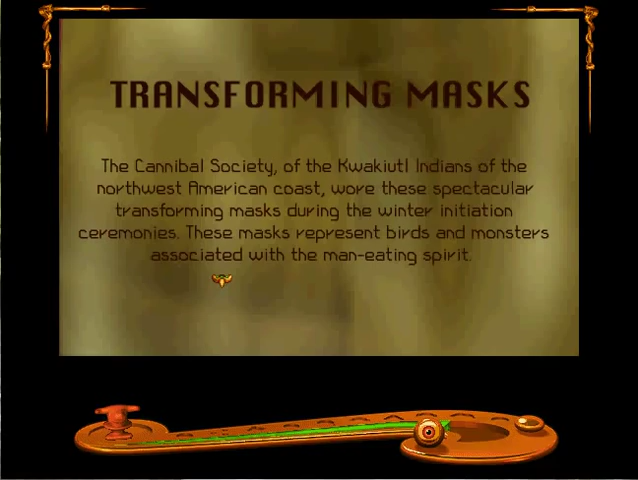 TRANSFORMING MASKS
The Cannibal Society, of the Kwakiutl Indians of the
northwest American coast, wore these spectacular
transforming masks during the winter initiation
ceremonies. These masks represent birds and monsters
associated with the man-eating spirit.